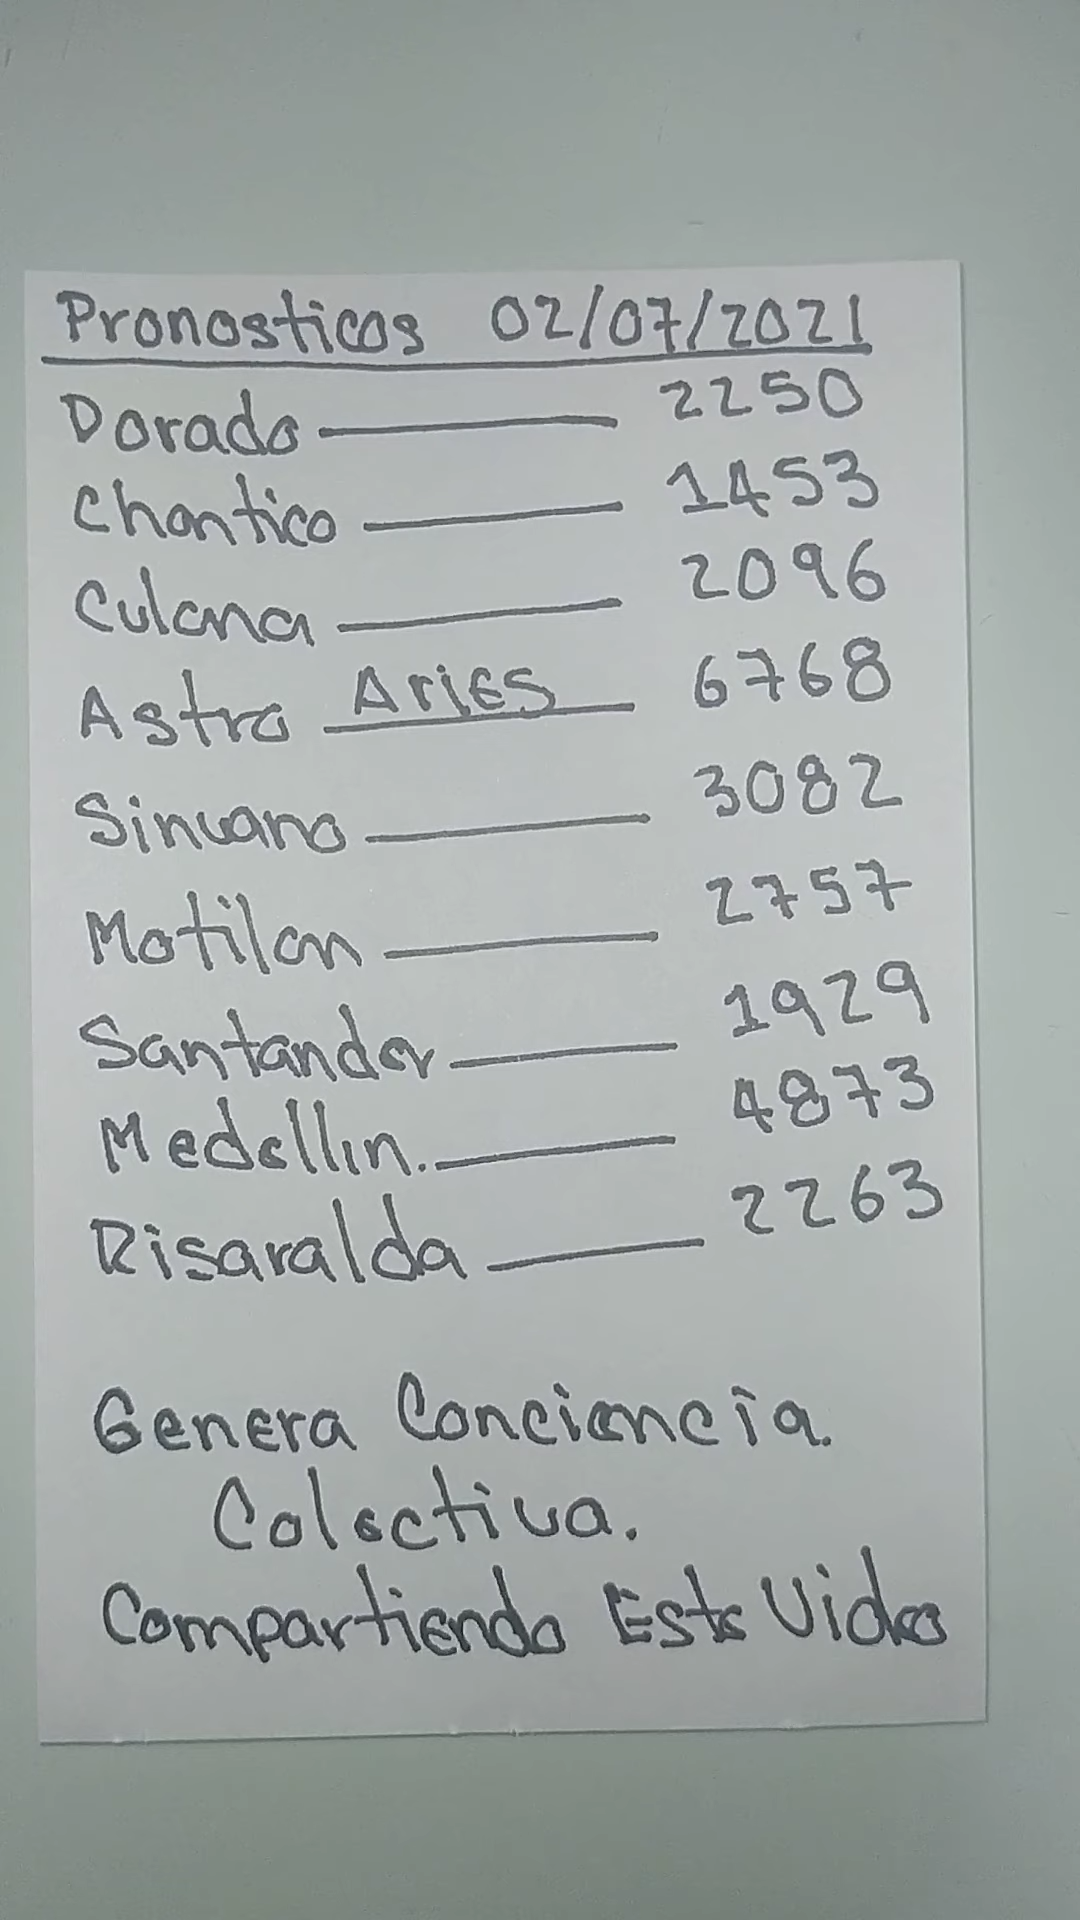 Pronosticos 02/07/2021
Dorado 2250
Chontico 1453
Culona 2096
Astro Aries 6768
Sinuano 3082
Motilon 2757
Santander 1929
Medellin. 4873
Risaralda 2263
Genera Conciencia
Colectiva.
Compartiendo Este Video